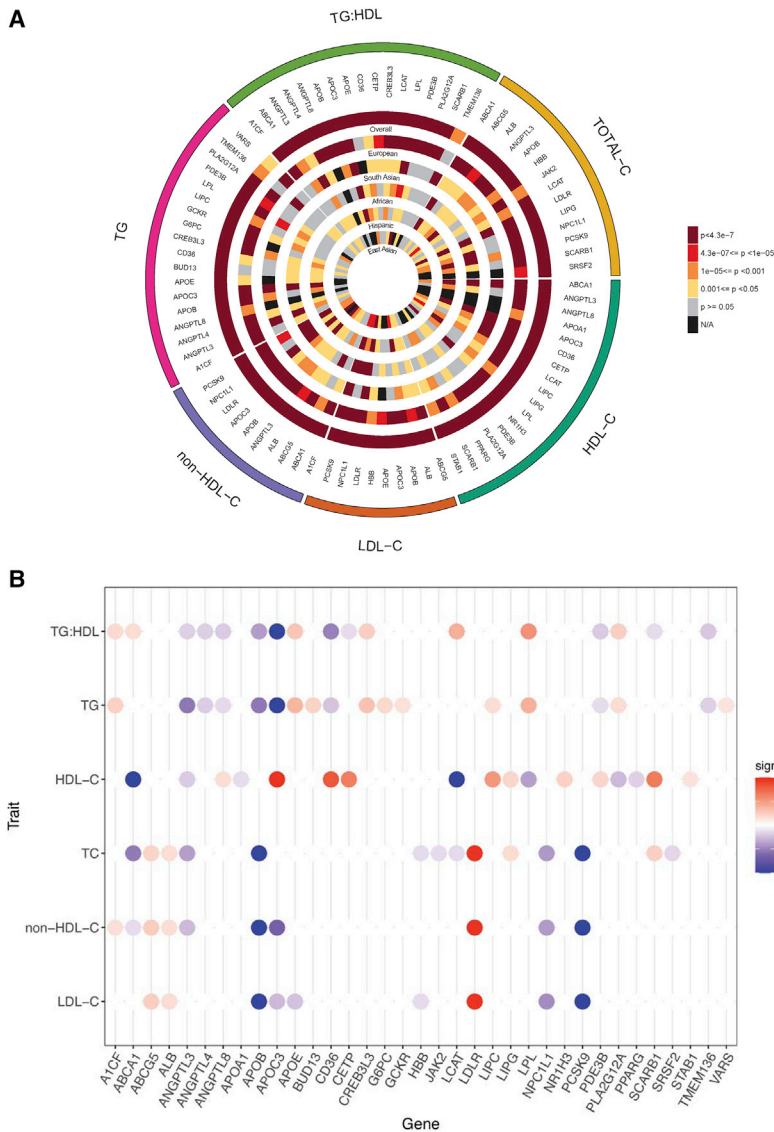 A
TG:HDL
TOTAL-C
HDL-C
LDL-C
non-HDL-C
TG
A1CF
ABCA1
ANGPTL3
ANGPTL4
ANGPTL8
APOB
APOC3
APOE
CD36
CETP
CREB3L3
LCAT
LPL
PDE3B
PLA2G12A
SCARB1
TMEM136
ABCA1
ABCG5
ALB
ANGPTL3
APOB
HBB
JAK2
LCAT
LDLR
LIPG
NPC1L1
PCSK9
SCARB1
SRSF2
ABCA1
ANGPTL3
ANGPTL8
APOA1
APOC3
CD36
CETP
LCAT
LIPC
LIPG
LPL
NR1H3
PDE3B
PLA2G12A
PPARG
SCARB1
STAB1
ABCG5
ALB
APOB
APOC3
APOE
HBB
LDLR
NPC1L1
PCSK9
A1CF
ABCA1
ABCG5
ALB
ANGPTL3
APOB
APOC3
LDLR
NPC1L1
PCSK9
A1CF
ANGPTL3
ANGPTL4
ANGPTL8
APOB
APOC3
APOE
BUD13
CD36
CREB3L3
G6PC
GCKR
LIPC
LPL
PDE3B
PLA2G12A
TMEM136
VARS
Overall
European
South Asian
African
Hispanic
East Asian
p<4.3e-7
4.3e-07<= p <1e-05
1e-05<= p <0.001
0.001<= p <0.05
p >= 0.05
N/A
B
TG:HDL
TG
HDL-C
TC
non-HDL-C
LDL-C
Trait
sign
A1CF
ABCA1
ABCG5
ALB
ANGPTL3
ANGPTL4
ANGPTL8
APOA1
APOB
APOC3
APOE
BUD13
CD36
CETP
CREB3L3
G6PC
GCKR
HBB
JAK2
LCAT
LDLR
LIPC
LIPG
LPL
NPC1L1
NR1H3
PCSK9
PDE3B
PLA2G12A
PPARG
SCARB1
SRSF2
STAB1
TMEM136
VARS
Gene